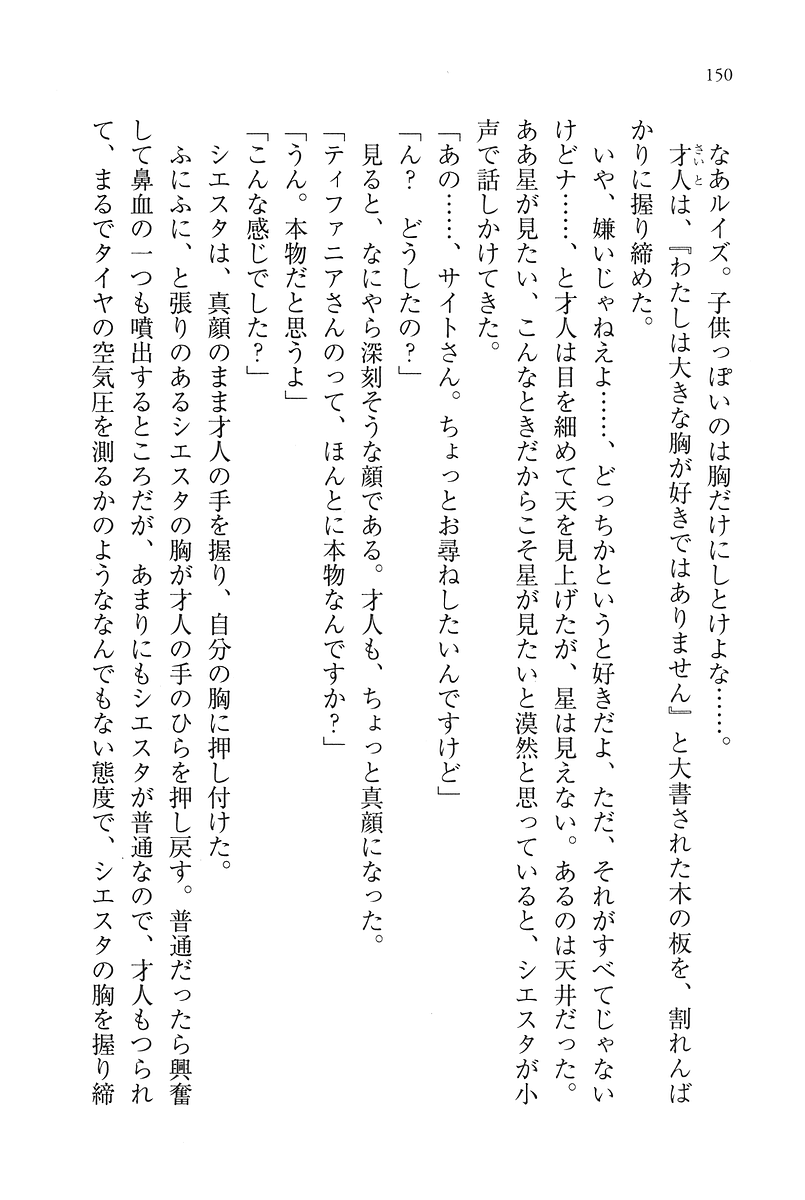 150
なあルイズ。子供っぽいのは胸だけにしとけよな……。
才人は、『わたしは大きな胸が好きではありません』と大書された木の板を、割れんば
さいと
かりに握り締めた。
いや、嫌いじゃねえよ……、どっちかというと好きだよ、ただ、それがすべてじゃない
けどナ……、と才人は目を細めて天を見上げたが、星は見えない。あるのは天井だった。
ああ星が見たい、こんなときだからこそ星が見たいと漠然と思っていると、シエスタが小
声で話しかけてきた。
「あの……、サイトさん。ちょっとお尋ねしたいんですけど」
「ん？　どうしたの？」
見ると、なにやら深刻そうな顔である。才人も、ちょっと真顔になった。
「ティファニアさんのって、ほんとに本物なんですか？」
「うん。本物だと思うよ」
「こんな感じでした？」
シエスタは、真顔のまま才人の手を握り、自分の胸に押し付けた。
ふにふに、と張りのあるシエスタの胸が才人の手のひらを押し戻す。普通だったら興奮
して鼻血の一つも噴出するところだが、あまりにもシエスタが普通なので、才人もつられ
て、まるでタイヤの空気圧を測るかのようななんでもない態度で、シエスタの胸を握り締